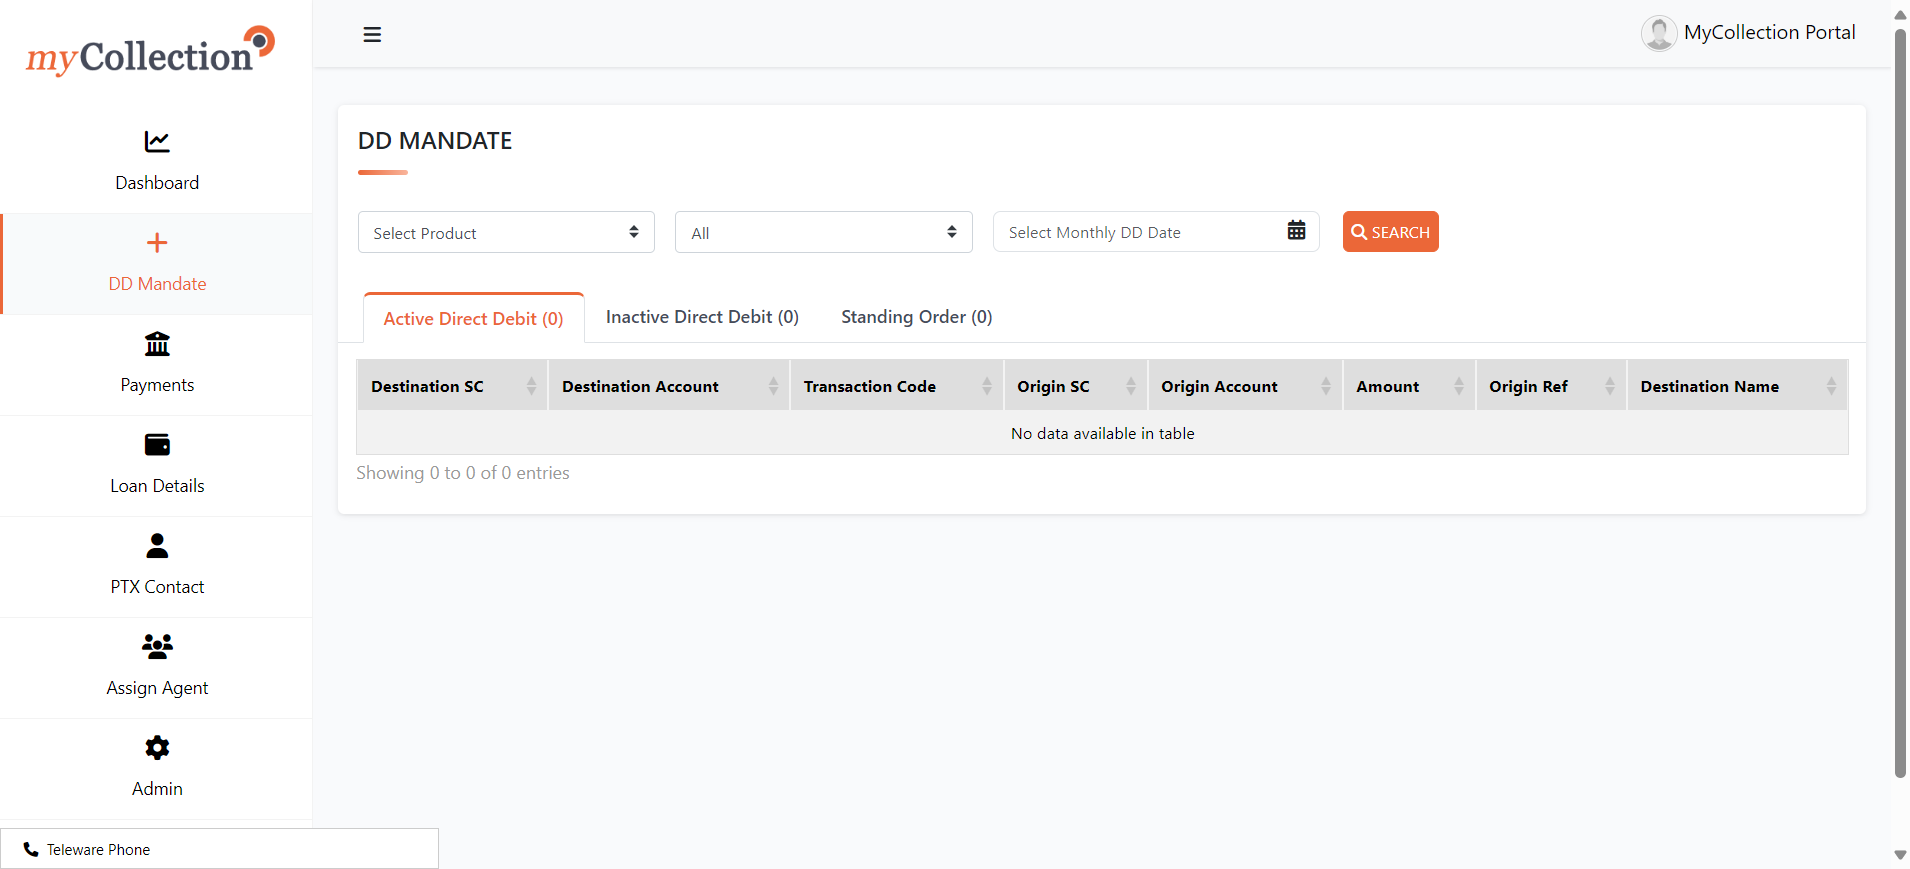 myCollection
MyCollection Portal
Dashboard
DD Mandate
Payments
Loan Details
PTX Contact
Assign Agent
Admin
Teleware Phone
DD MANDATE
Select Product
All
Select Monthly DD Date
SEARCH
Active Direct Debit (0)
Inactive Direct Debit (0)
Standing Order (0)
Destination SC
Destination Account
Transaction Code
Origin SC
Origin Account
Amount
Origin Ref
Destination Name
No data available in table
Showing 0 to 0 of 0 entries